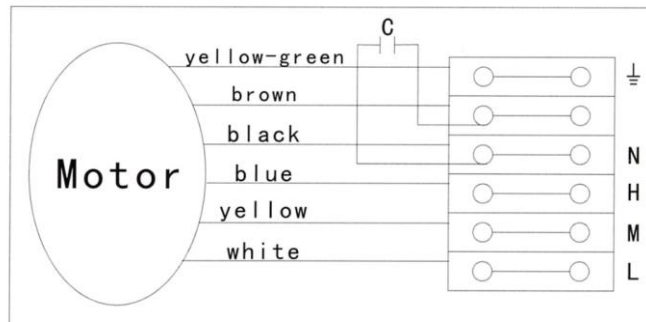 C
yellow-green
brown
black N
Motor blue H
yellow M
white L